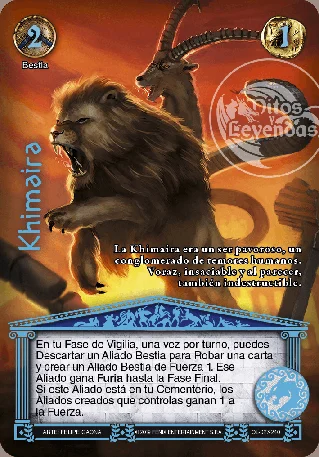 2
1
Bestia
Mitos
y
Leyendas
Khimaira
La Khimaira era un ser pavoroso, un
conglomerado de temores humanos.
Voraz, insaciable y al parecer,
también indestructible.
En tu Fase de Vigilia, una vez por turno, puedes
Descartar un Aliado Bestia para Robar una carta
y crear un Aliado Bestia de Fuerza 1. Ese
Aliado gana Furia hasta la Fase Final.
Si este Aliado está en tu Cementerio, los
Aliados creados que controlas ganan 1 a
la Fuerza.